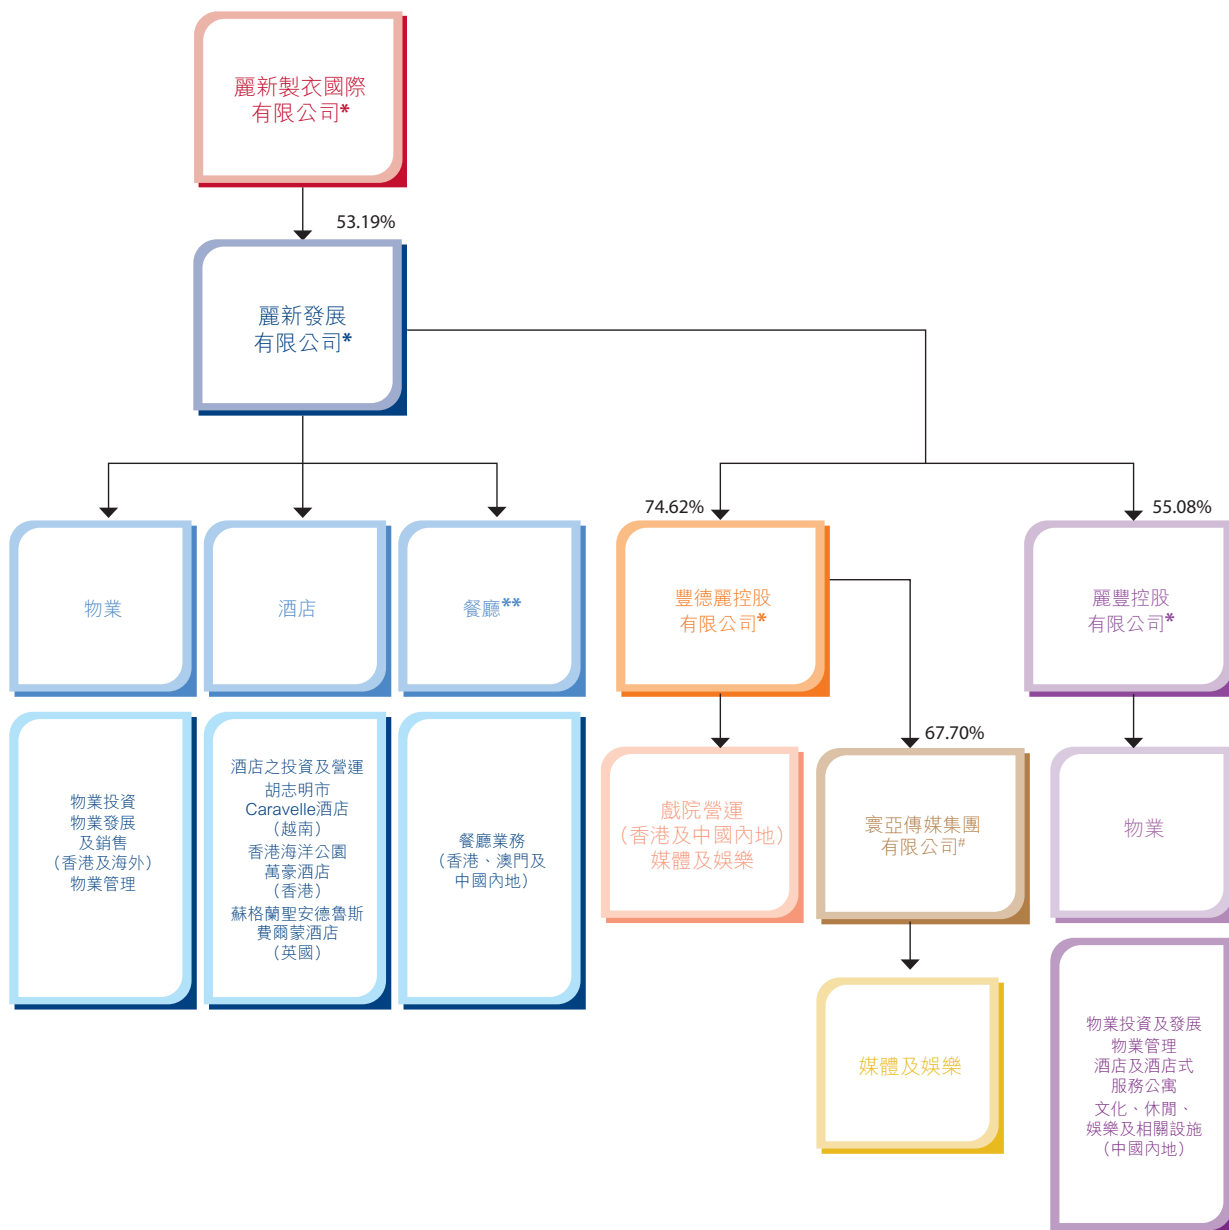 麗新製衣國際
有限公司*
53.19%
麗新發展
有限公司*
74.62%
55.08%
物業
酒店
餐廳**
豐德麗控股
有限公司*
麗豐控股
有限公司*
67.70%
物業投資
物業發展
及銷售
（香港及海外）
物業管理
酒店之投資及營運
胡志明市
Caravelle酒店
（越南）
香港海洋公園
萬豪酒店
（香港）
蘇格蘭聖安德魯斯
費爾蒙酒店
（英國）
餐廳業務
（香港、澳門及
中國內地）
戲院營運
（香港及中國內地）
媒體及娛樂
寰亞傳媒集團
有限公司#
物業
媒體及娛樂
物業投資及發展
物業管理
酒店及酒店式
服務公寓
文化、休閒、
娛樂及相關設施
（中國內地）